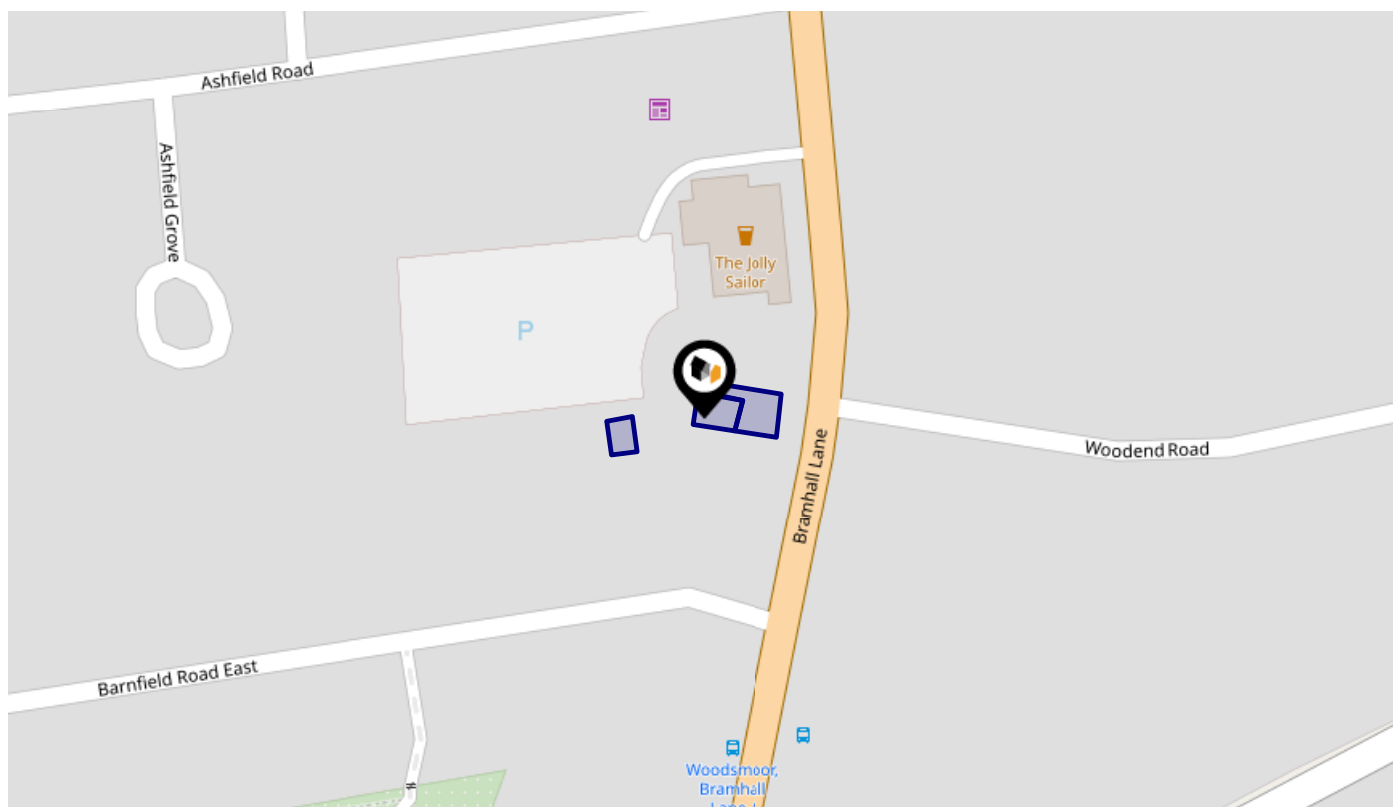 Ashfield Road
Ashfield Grove
The Jolly
Sailor
P
Woodend Road
Bramhall Lane
Barnfield Road East
Woodsmoor,
Bramhall